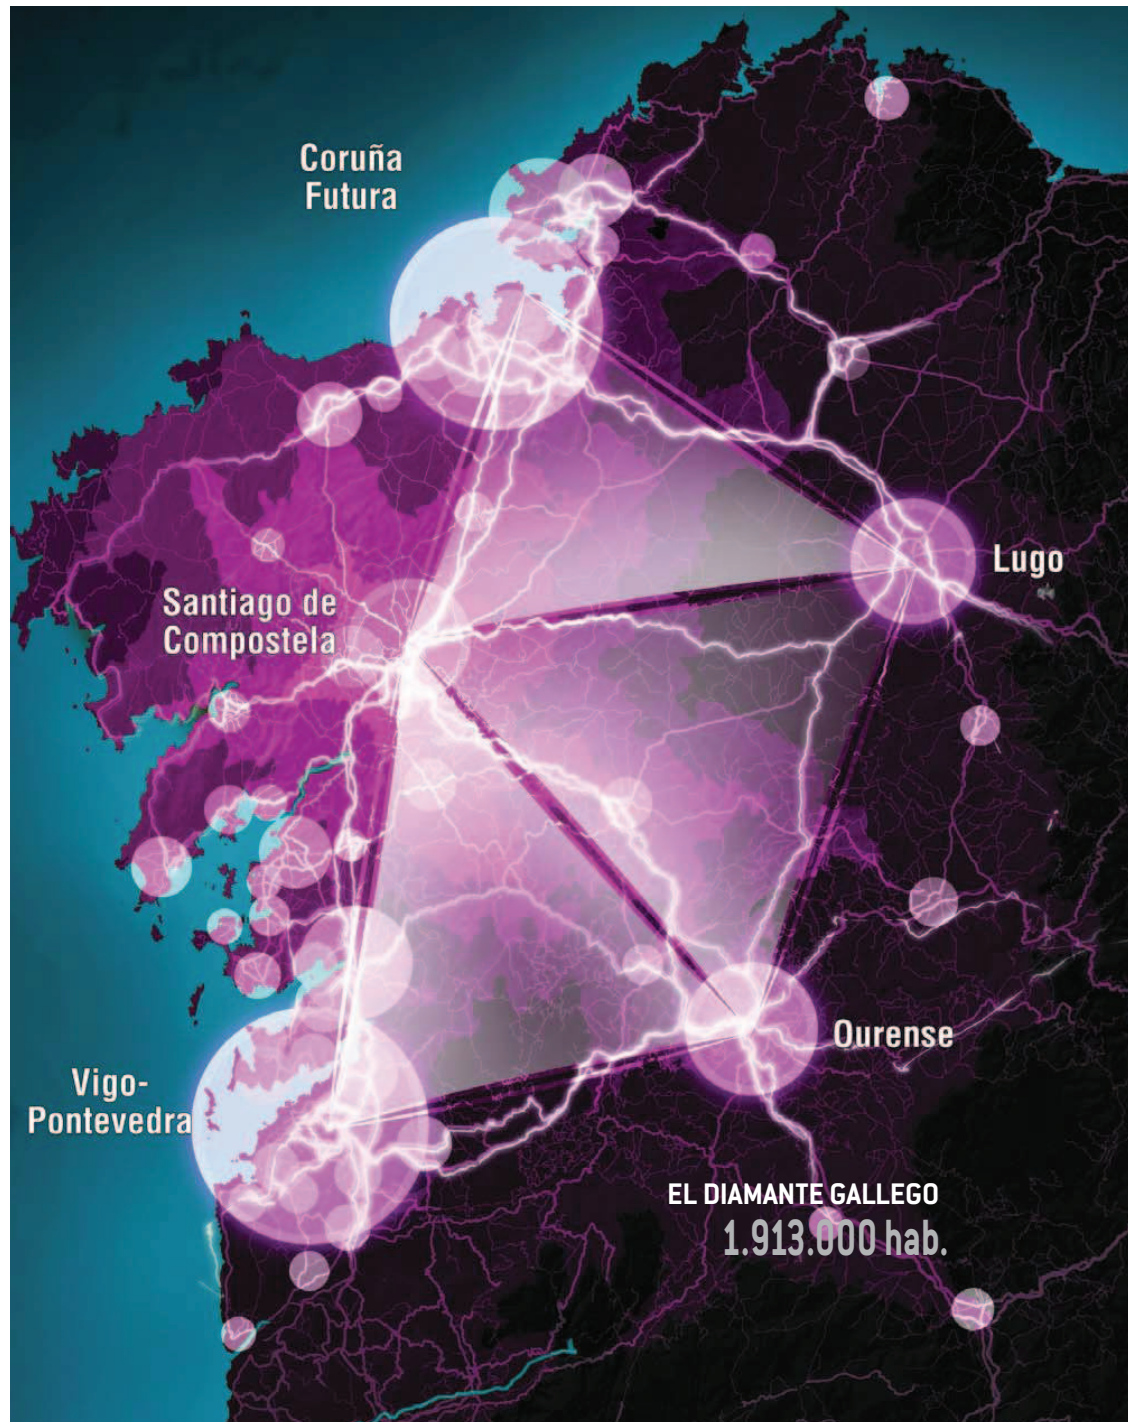 Coruña
Futura
Lugo
Santiago de
Compostela
Ourense
Vigo-
Pontevedra
EL DIAMANTE GALLEGO
1.913.000 hab.